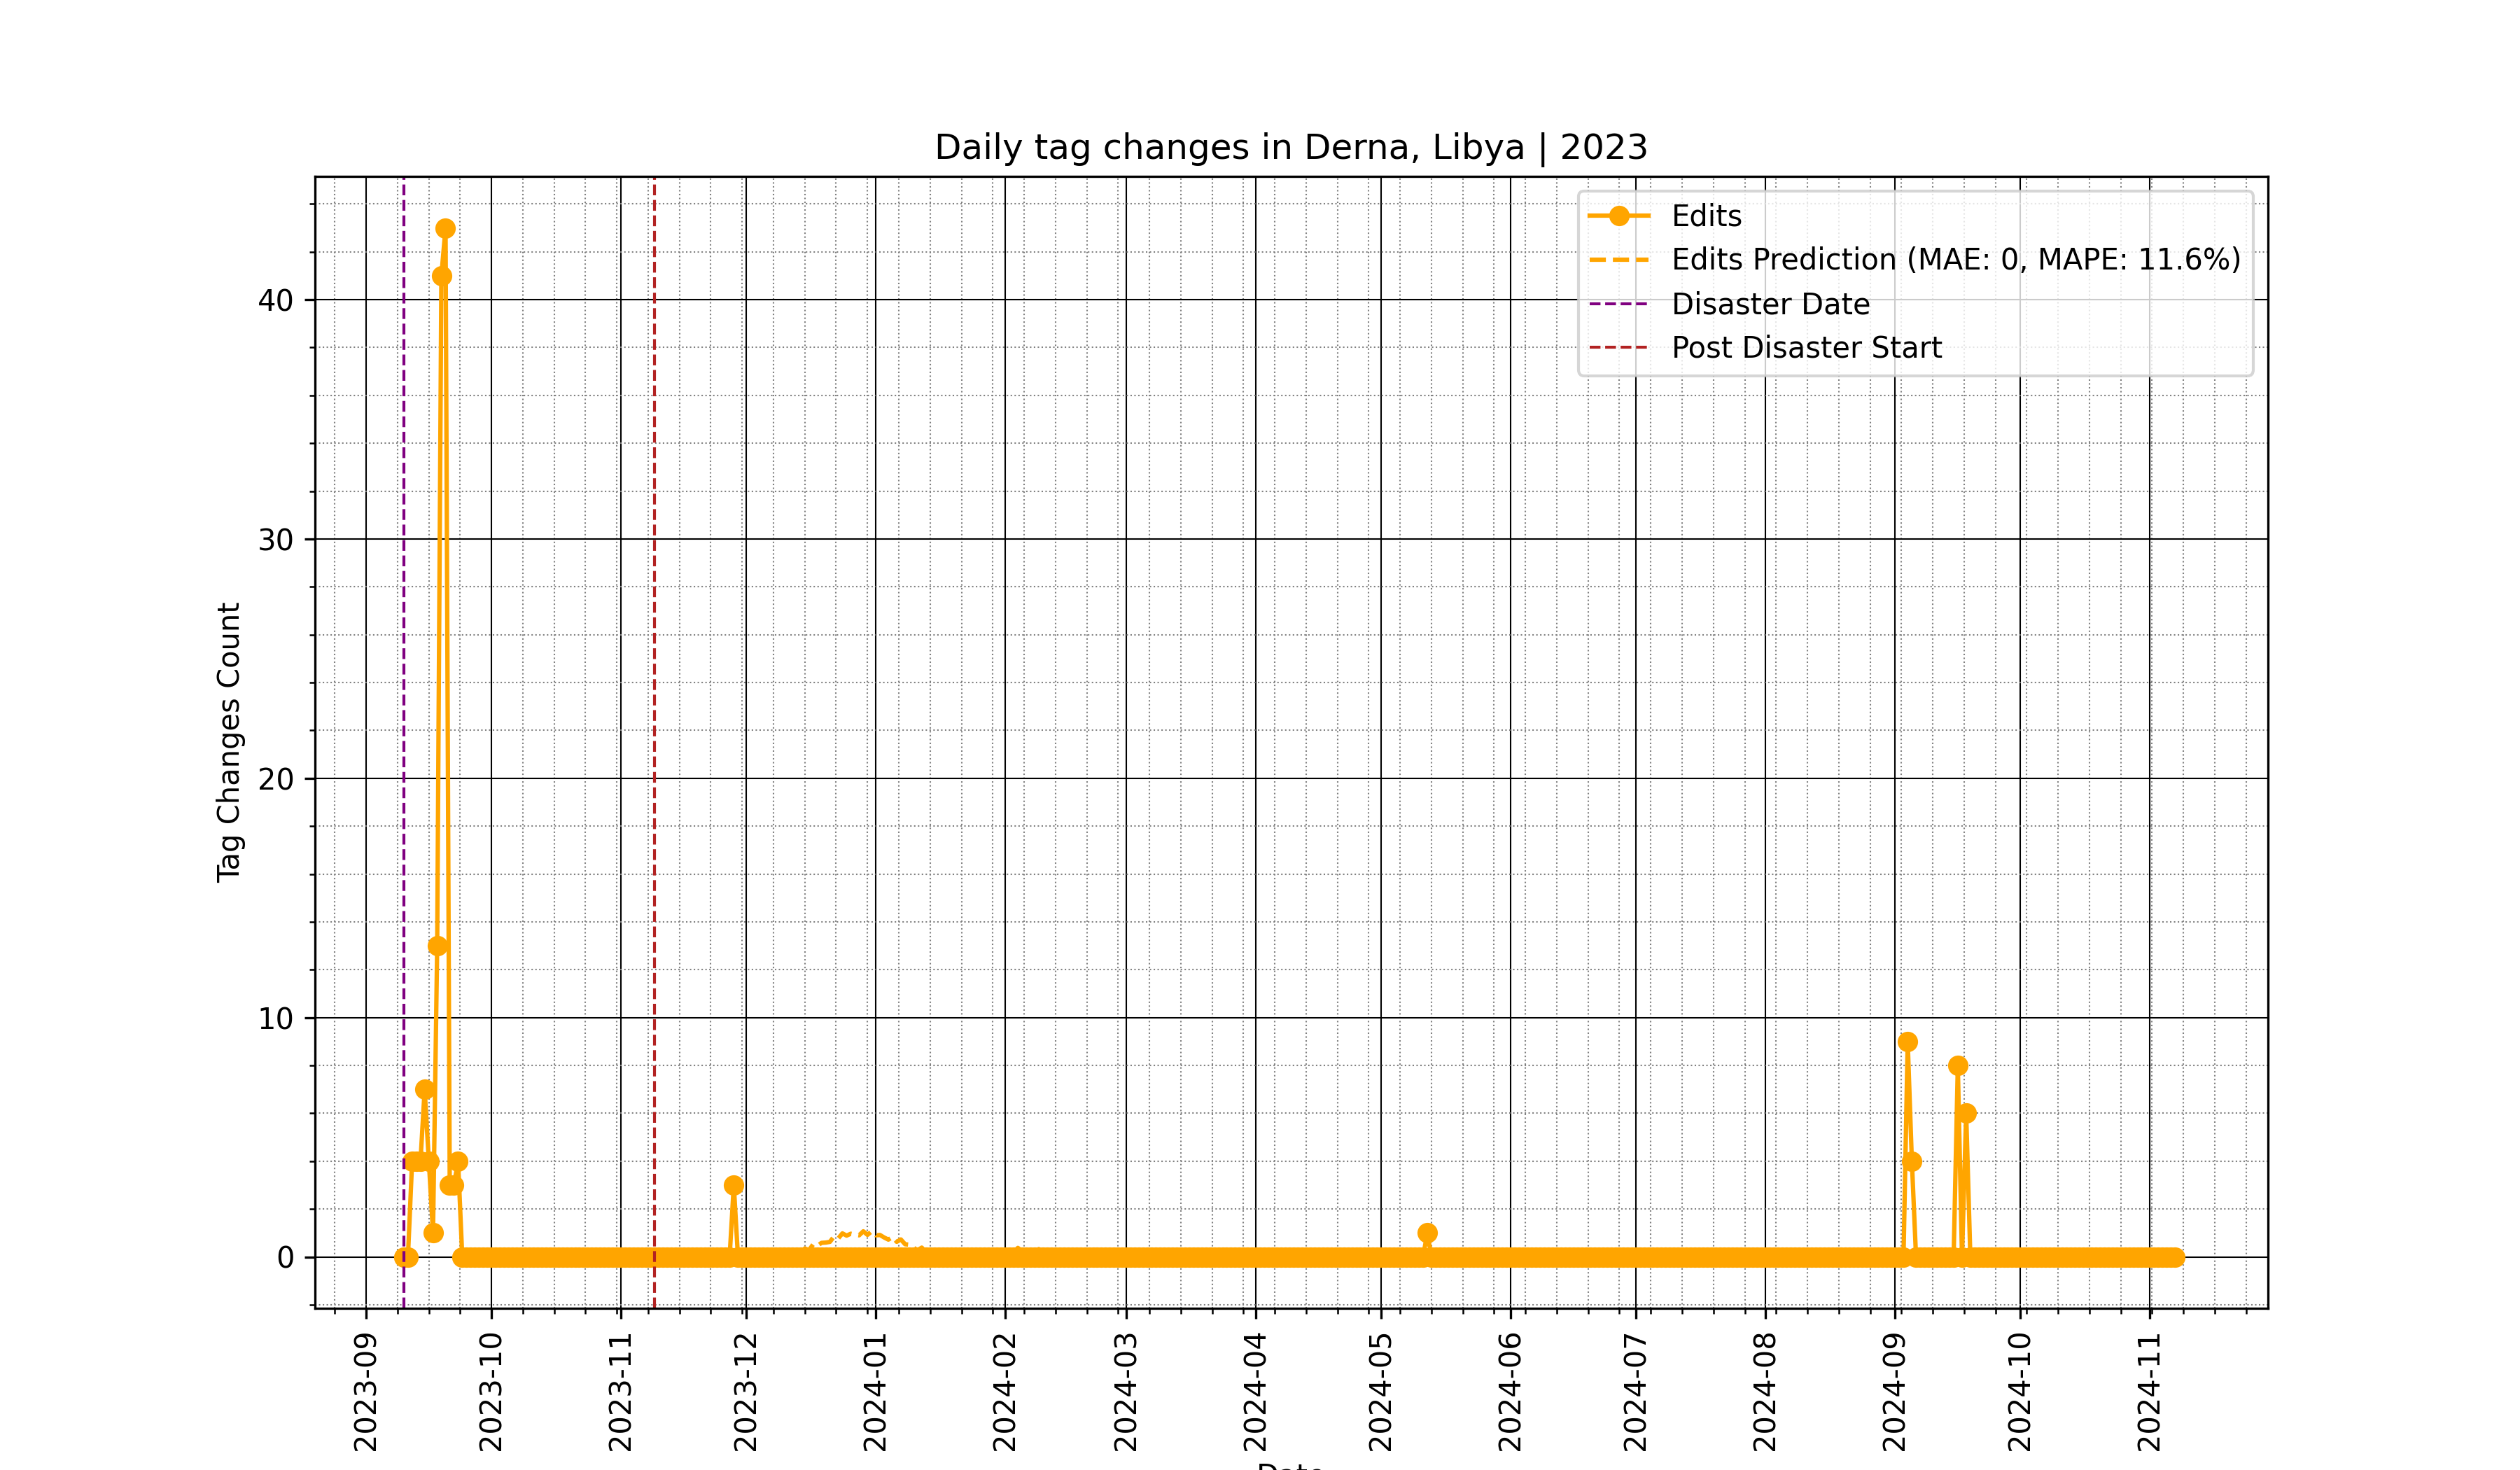 Daily tag changes in Derna, Libya | 2023
Edits
Edits Prediction (MAE: 0, MAPE: 11.6%)
Disaster Date
Post Disaster Start
Tag Changes Count
40
30
20
10
0
2023-09
2023-10
2023-11
2023-12
2024-01
2024-02
2024-03
2024-04
2024-05
2024-06
2024-07
2024-08
2024-09
2024-10
2024-11
Date